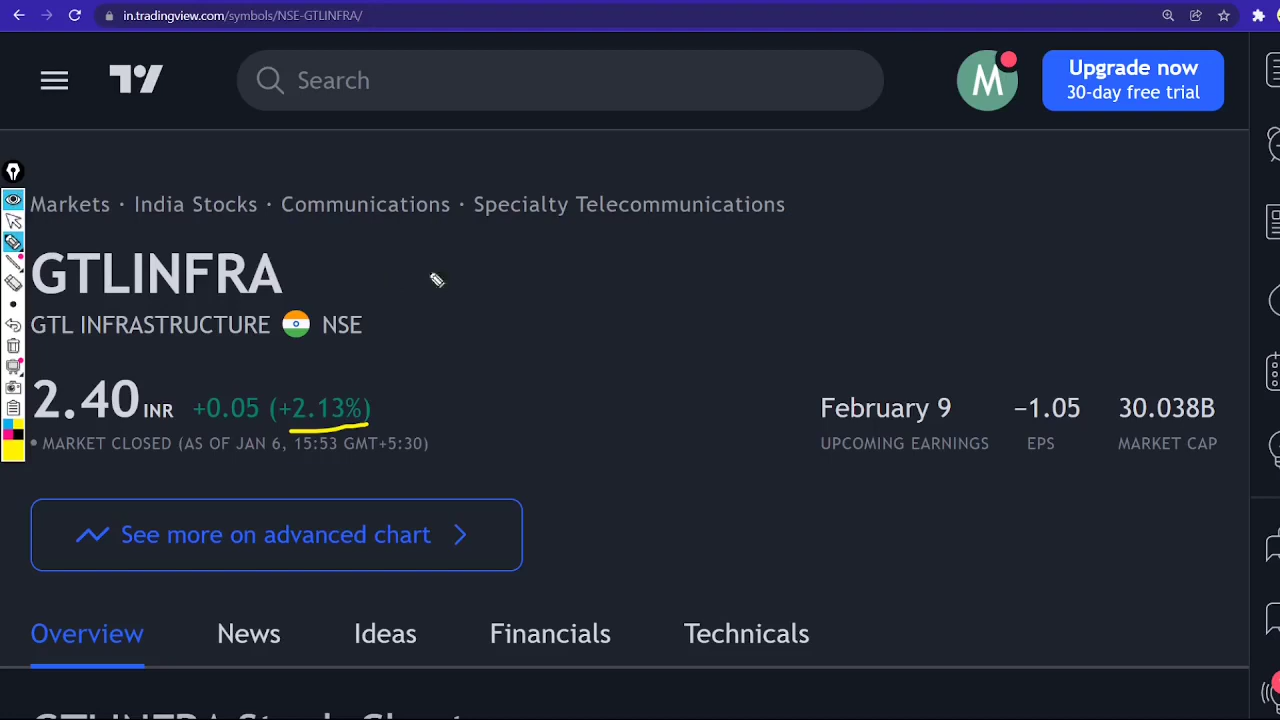 in.tradingview.com/symbols/NSE-GTLINFRA/
Search
M
Upgrade now
30-day free trial
Markets · India Stocks · Communications · Specialty Telecommunications
GTLINFRA
GTL INFRASTRUCTURE NSE
2.40 INR +0.05 (+2.13%)
• MARKET CLOSED (AS OF JAN 6, 15:53 GMT+5:30)
February 9 −1.05 30.038B
UPCOMING EARNINGS EPS MARKET CAP
See more on advanced chart
Overview News Ideas Financials Technicals
GTLINFRA Stock Chart